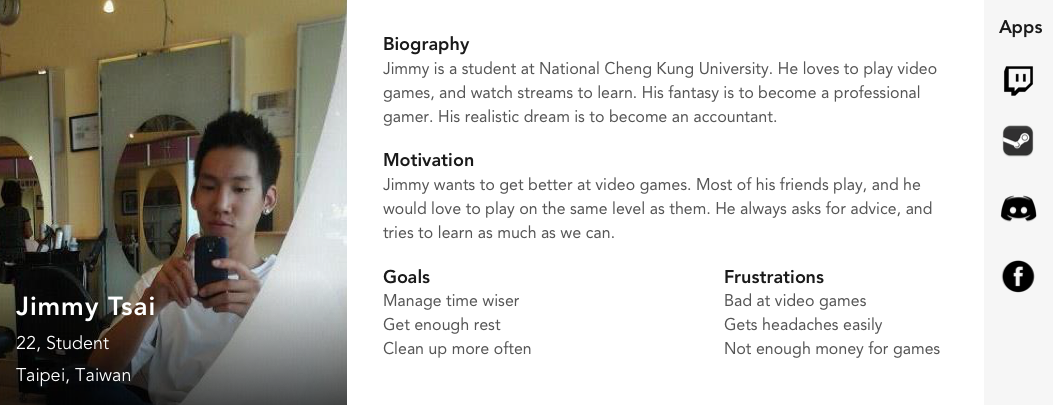 Jimmy Tsai
22, Student
Taipei, Taiwan
Biography
Jimmy is a student at National Cheng Kung University. He loves to play video
games, and watch streams to learn. His fantasy is to become a professional
gamer. His realistic dream is to become an accountant.
Motivation
Jimmy wants to get better at video games. Most of his friends play, and he
would love to play on the same level as them. He always asks for advice, and
tries to learn as much as we can.
Goals
Manage time wiser
Get enough rest
Clean up more often
Frustrations
Bad at video games
Gets headaches easily
Not enough money for games
Apps